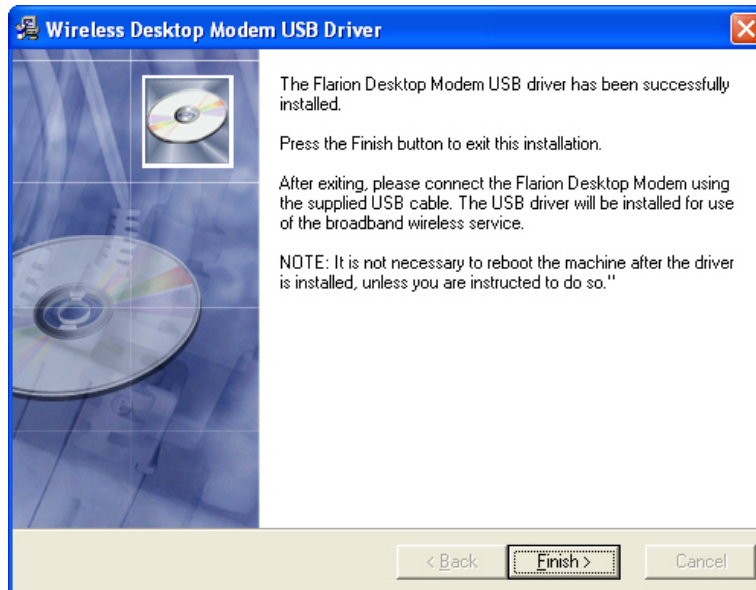 Wireless Desktop Modem USB Driver
The Flarion Desktop Modem USB driver has been successfully
installed.
Press the Finish button to exit this installation.
After exiting, please connect the Flarion Desktop Modem using
the supplied USB cable. The USB driver will be installed for use
of the broadband wireless service.
NOTE: It is not necessary to reboot the machine after the driver
is installed, unless you are instructed to do so."
< Back
Finish >
Cancel